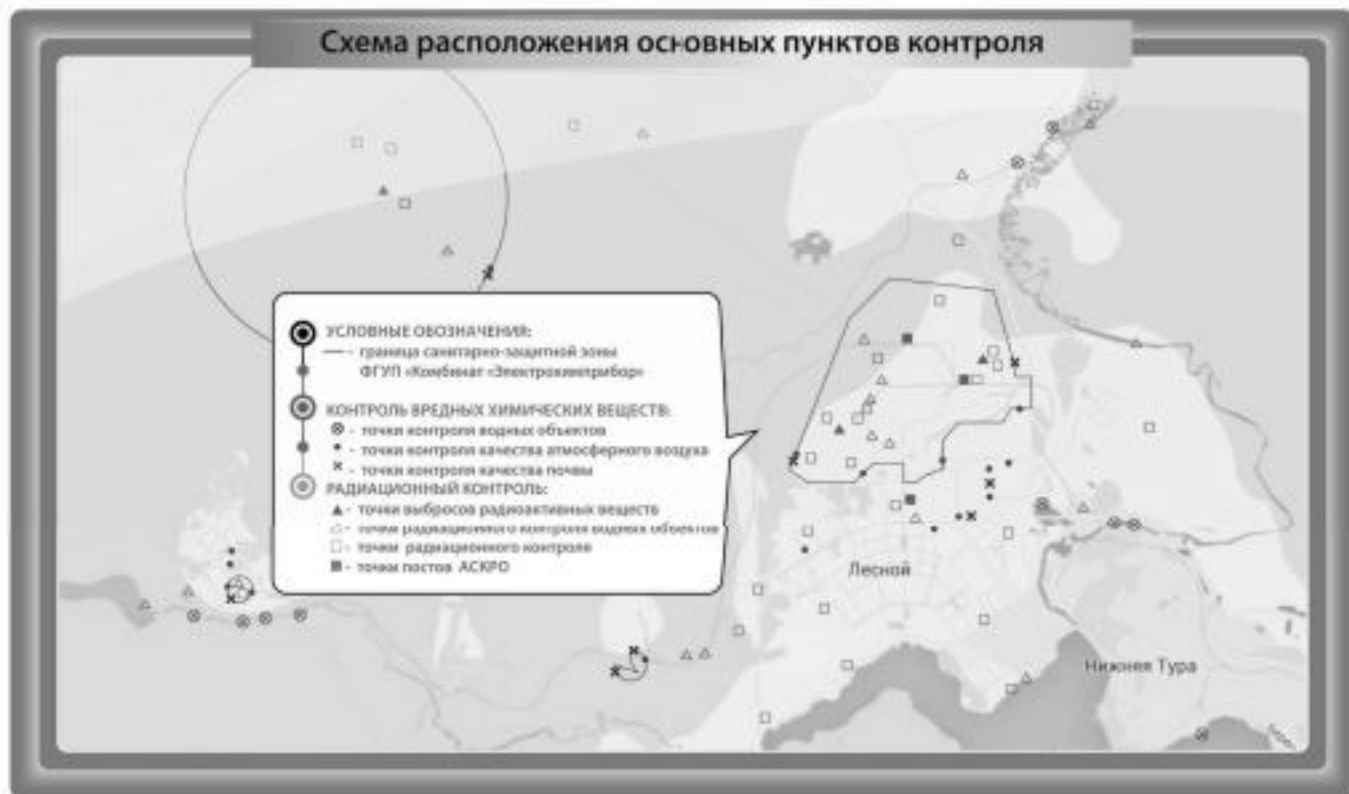 Схема расположения основных пунктов контроля
УСЛОВНЫЕ ОБОЗНАЧЕНИЯ:
— - граница санитарно-защитной зоны
ФГУП «Комбинат «Электрохимприбор»
КОНТРОЛЬ ВРЕДНЫХ ХИМИЧЕСКИХ ВЕЩЕСТВ:
- точки контроля водных объектов
- точки контроля качества атмосферного воздуха
- точки контроля качества почвы
РАДИАЦИОННЫЙ КОНТРОЛЬ:
- точки выбросов радиоактивных веществ
- точки радиационного контроля водных объектов
- точки радиационного контроля
- точки постов АСКРО
Лесной
Нижняя Тура